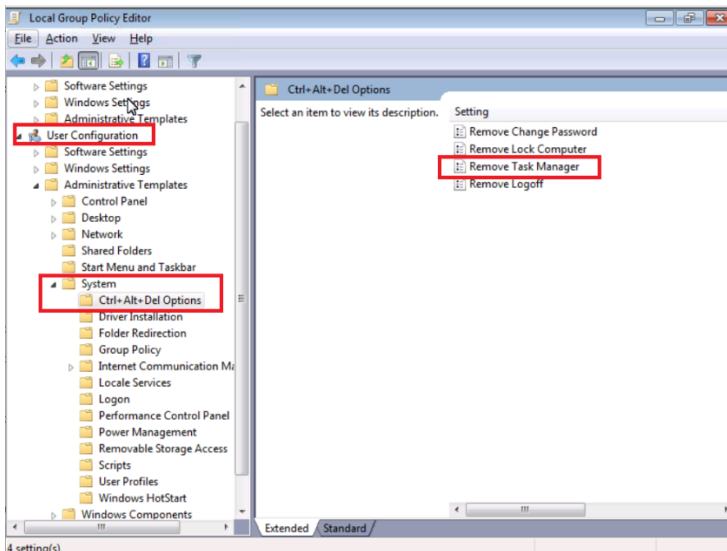 Local Group Policy Editor
File Action View Help
Software Settings
Windows Settings
Administrative Templates
User Configuration
Software Settings
Windows Settings
Administrative Templates
Control Panel
Desktop
Network
Shared Folders
Start Menu and Taskbar
System
Ctrl+Alt+Del Options
Driver Installation
Folder Redirection
Group Policy
Internet Communication Ma
Locale Services
Logon
Performance Control Panel
Power Management
Removable Storage Access
Scripts
User Profiles
Windows HotStart
Windows Components
Ctrl+Alt+Del Options
Select an item to view its description.
Setting
Remove Change Password
Remove Lock Computer
Remove Task Manager
Remove Logoff
Extended Standard
4 setting(s)